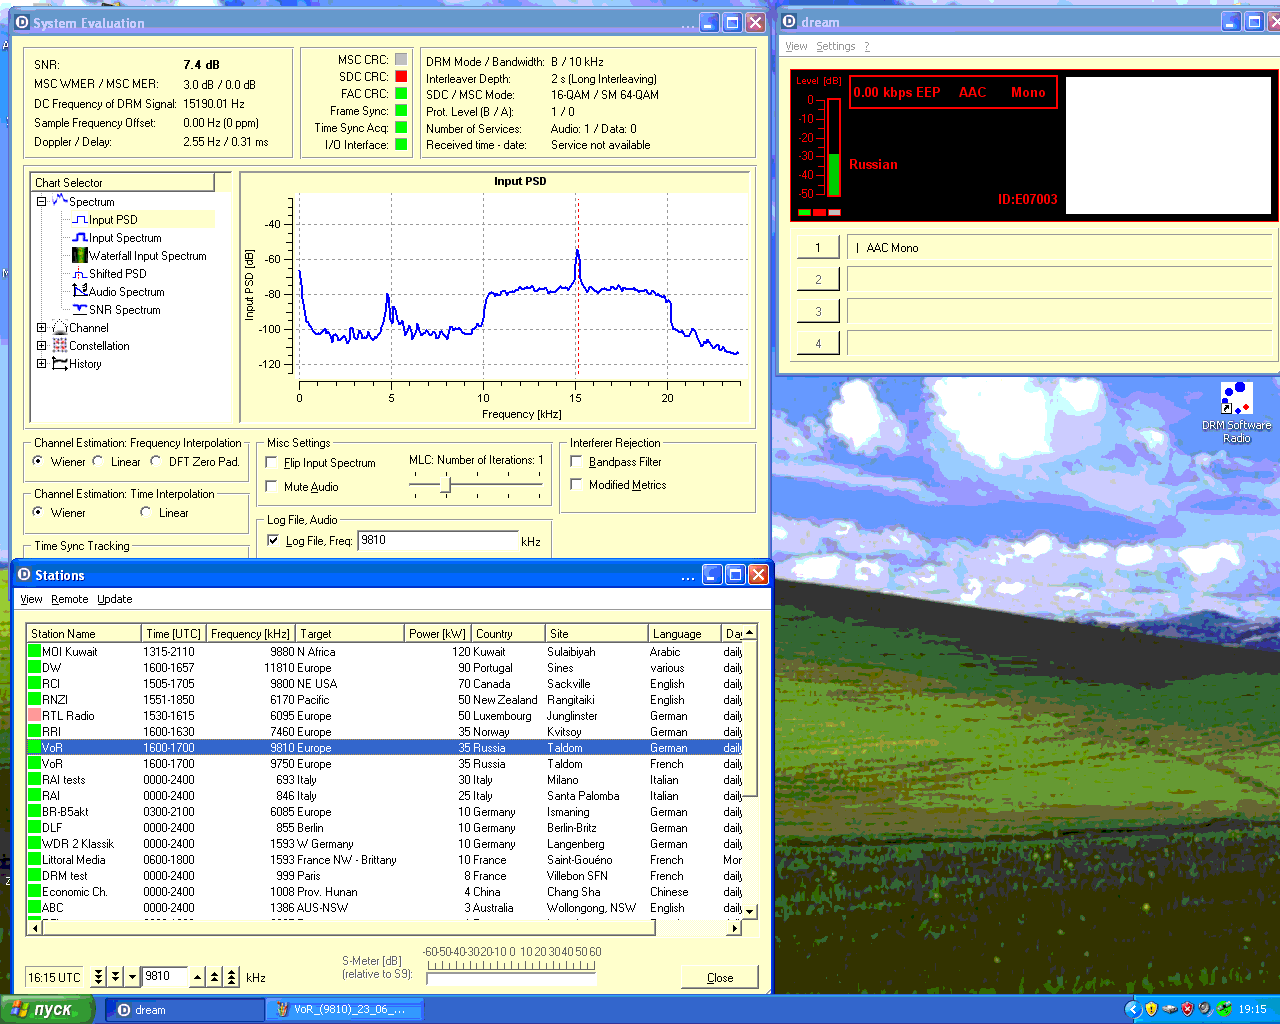 System Evaluation
SNR: 7.4 dB
MSC WMER / MSC MER: 3.0 dB / 0.0 dB
DC Frequency of DRM Signal: 15190.01 Hz
Sample Frequency Offset: 0.00 Hz (0 ppm)
Doppler / Delay: 2.55 Hz / 0.31 ms
MSC CRC:
SDC CRC:
FAC CRC:
Frame Sync:
Time Sync Acq:
I/O Interface:
DRM Mode / Bandwidth: B / 10 kHz
Interleaver Depth: 2 s (Long Interleaving)
SDC / MSC Mode: 16-QAM / SM 64-QAM
Prot. Level (B / A): 1 / 0
Number of Services: Audio: 1 / Data: 0
Received time - date: Service not available
Chart Selector
Spectrum
Input PSD
Input Spectrum
Waterfall Input Spectrum
Shifted PSD
Audio Spectrum
SNR Spectrum
Channel
Constellation
History
Input PSD
Input PSD [dB]
-40
-60
-80
-100
-120
0 5 10 15 20
Frequency [kHz]
Channel Estimation: Frequency Interpolation
Wiener Linear DFT Zero Pad.
Channel Estimation: Time Interpolation
Wiener Linear
Time Sync Tracking
Misc Settings
Flip Input Spectrum
Mute Audio
MLC: Number of Iterations: 1
Log File, Audio
Log File, Freq: 9810 kHz
Interferer Rejection
Bandpass Filter
Modified Metrics
dream
View Settings ?
Level [dB]
0
-10
-20
-30
-40
-50
0.00 kbps EEP AAC Mono
Russian
ID:E07003
1 | AAC Mono
2
3
4
DRM Software
Radio
Stations
View Remote Update
Station Name Time [UTC] Frequency [kHz] Target Power [kW] Country Site Language Day
MOI Kuwait 1315-2110 9880 N Africa 120 Kuwait Sulaibiyah Arabic daily
DW 1600-1657 11810 Europe 90 Portugal Sines various daily
RCI 1505-1705 9800 NE USA 70 Canada Sackville English daily
RNZI 1551-1850 6170 Pacific 50 New Zealand Rangitaiki English daily
RTL Radio 1530-1615 6095 Europe 50 Luxembourg Junglinster German daily
RRI 1600-1630 7460 Europe 35 Norway Kvitsoy German daily
VoR 1600-1700 9810 Europe 35 Russia Taldom German daily
VoR 1600-1700 9750 Europe 35 Russia Taldom French daily
RAI tests 0000-2400 693 Italy 30 Italy Milano Italian daily
RAI 0000-2400 846 Italy 25 Italy Santa Palomba Italian daily
BR-B5akt 0300-2100 6085 Europe 10 Germany Ismaning German daily
DLF 0000-2400 855 Berlin 10 Germany Berlin-Britz German daily
WDR 2 Klassik 0000-2400 1593 W Germany 10 Germany Langenberg German daily
Littoral Media 0600-1800 1593 France NW - Brittany 10 France Saint-Gouéno French Mor
DRM test 0000-2400 999 Paris 8 France Villebon SFN French daily
Economic Ch. 0000-2400 1008 Prov. Hunan 4 China Chang Sha Chinese daily
ABC 0000-2400 1386 AUS-NSW 3 Australia Wollongong, NSW English daily
16:15 UTC 9810 kHz
S-Meter [dB]
(relative to S9):
-60-50-40-30-20-10 0 10 20 30 40 50 60
Close
пуск dream VoR_(9810)_23_06_... 19:15